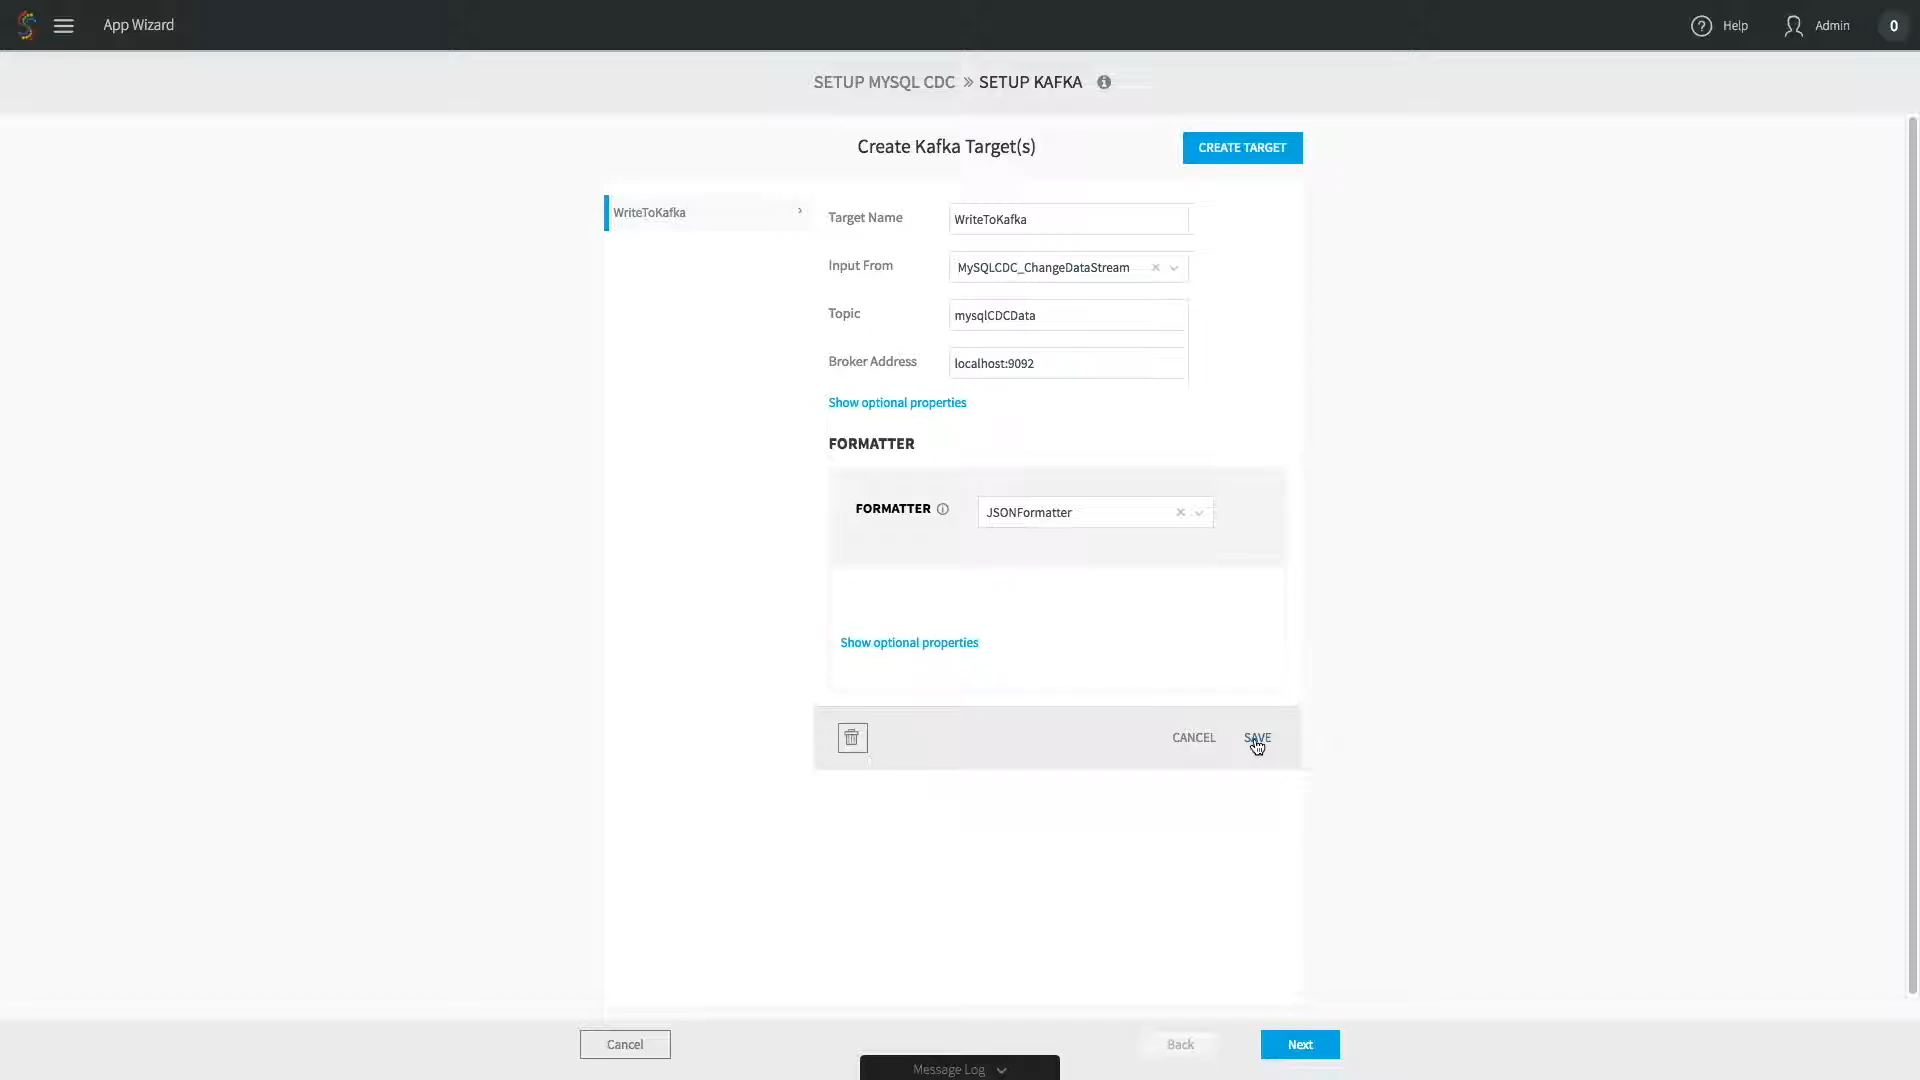 App Wizard
Help
Admin
0
SETUP MYSQL CDC » SETUP KAFKA
Create Kafka Target(s)
CREATE TARGET
WriteToKafka
Target Name
WriteToKafka
Input From
MySQLCDC_ChangeDataStream
Topic
mysqlCDCData
Broker Address
localhost:9092
Show optional properties
FORMATTER
FORMATTER
JSONFormatter
Show optional properties
CANCEL
SAVE
Cancel
Back
Next
Message Log